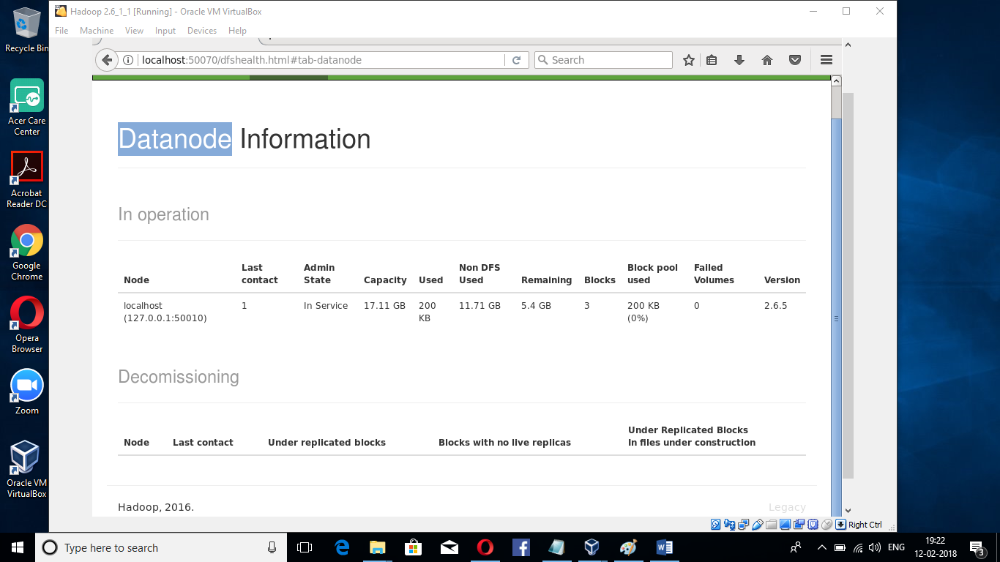 Hadoop 2.6_1_1 [Running] - Oracle VM VirtualBox
File Machine View Input Devices Help
localhost:50070/dfshealth.html#tab-datanode
Search
Datanode Information
In operation
Node Last contact Admin State Capacity Used Non DFS Used Remaining Blocks Block pool used Failed Volumes Version
localhost (127.0.0.1:50010) 1 In Service 17.11 GB 200 KB 11.71 GB 5.4 GB 3 200 KB (0%) 0 2.6.5
Decomissioning
Node Last contact Under replicated blocks Blocks with no live replicas Under Replicated Blocks In files under construction
Hadoop, 2016.
Legacy
Right Ctrl
Recycle Bin
Acer Care
Center
Acrobat
Reader DC
Google
Chrome
Opera
Browser
Zoom
Oracle VM
VirtualBox
Type here to search
ENG
19:22
12-02-2018
3